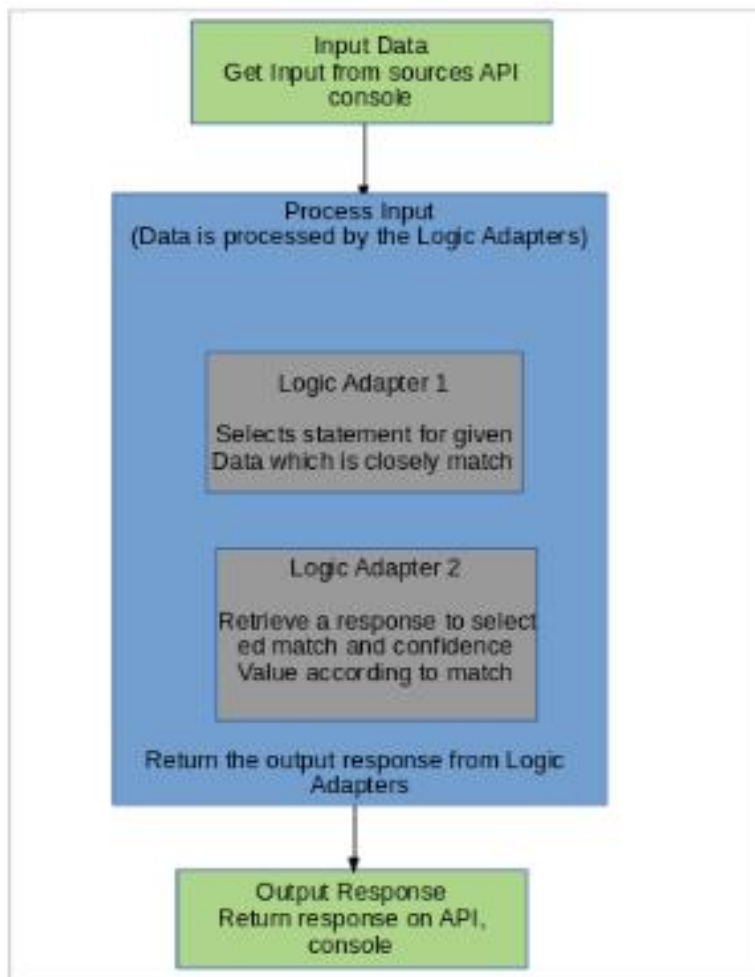 Input Data
Get Input from sources API
console
Process Input
(Data is processed by the Logic Adapters)
Logic Adapter 1
Selects statement for given
Data which is closely match
Logic Adapter 2
Retrieve a response to select
ed match and confidence
Value according to match
Return the output response from Logic
Adapters
Output Response
Return response on API,
console